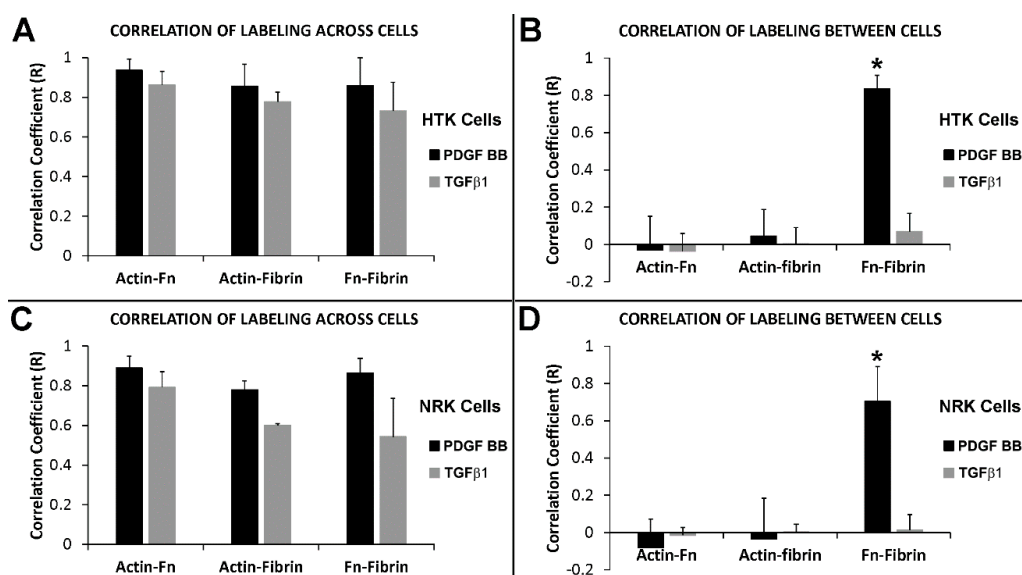 A
CORRELATION OF LABELING ACROSS CELLS
Correlation Coefficient (R)
1
0.8
0.6
0.4
0.2
0
Actin-Fn
Actin-Fibrin
Fn-Fibrin
HTK Cells
PDGF BB
TGFβ1
B
CORRELATION OF LABELING BETWEEN CELLS
Correlation Coefficient (R)
1
0.8
0.6
0.4
0.2
0
-0.2
*
Actin-Fn
Actin-fibrin
Fn-Fibrin
HTK Cells
PDGF BB
TGFβ1
C
CORRELATION OF LABELING ACROSS CELLS
Correlation Coefficient (R)
1
0.8
0.6
0.4
0.2
0
Actin-Fn
Actin-Fibrin
Fn-Fibrin
NRK Cells
PDGF BB
TGFβ1
D
CORRELATION OF LABELING BETWEEN CELLS
Correlation Coefficient (R)
1
0.8
0.6
0.4
0.2
0
-0.2
*
Actin-Fn
Actin-fibrin
Fn-Fibrin
NRK Cells
PDGF BB
TGFβ1